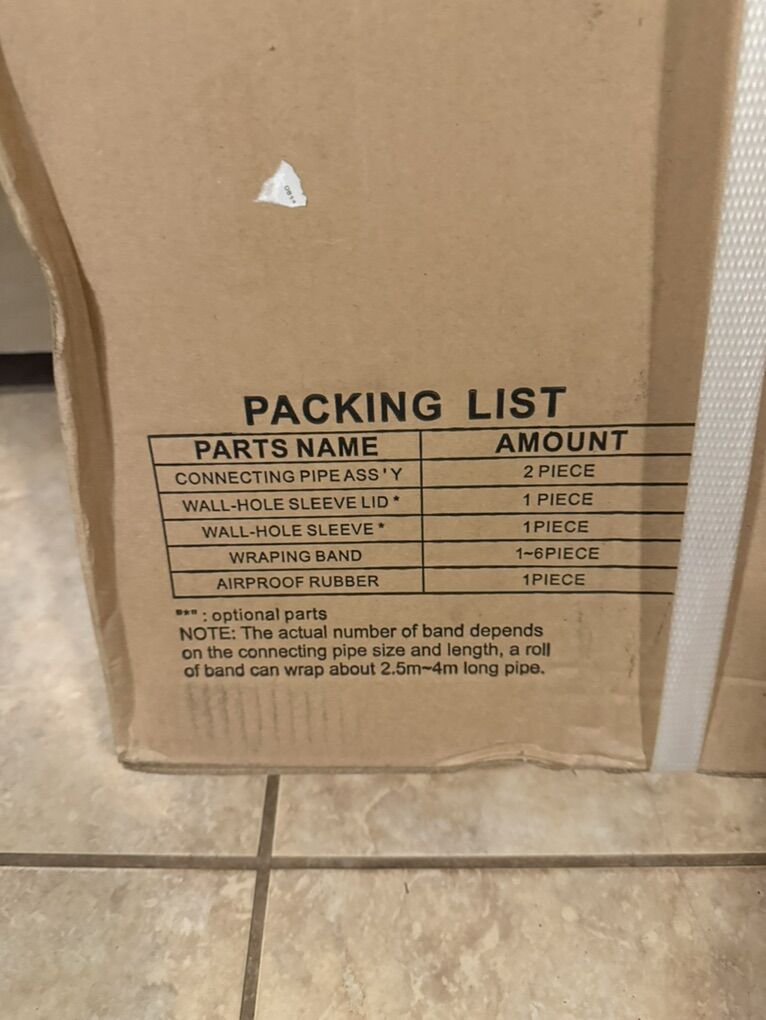 PACKING LIST
PARTS NAME AMOUNT
CONNECTING PIPE ASS'Y 2 PIECE
WALL-HOLE SLEEVE LID * 1 PIECE
WALL-HOLE SLEEVE * 1PIECE
WRAPING BAND 1~6PIECE
AIRPROOF RUBBER 1PIECE
"*" : optional parts
NOTE: The actual number of band depends
on the connecting pipe size and length, a roll
of band can wrap about 2.5m~4m long pipe.